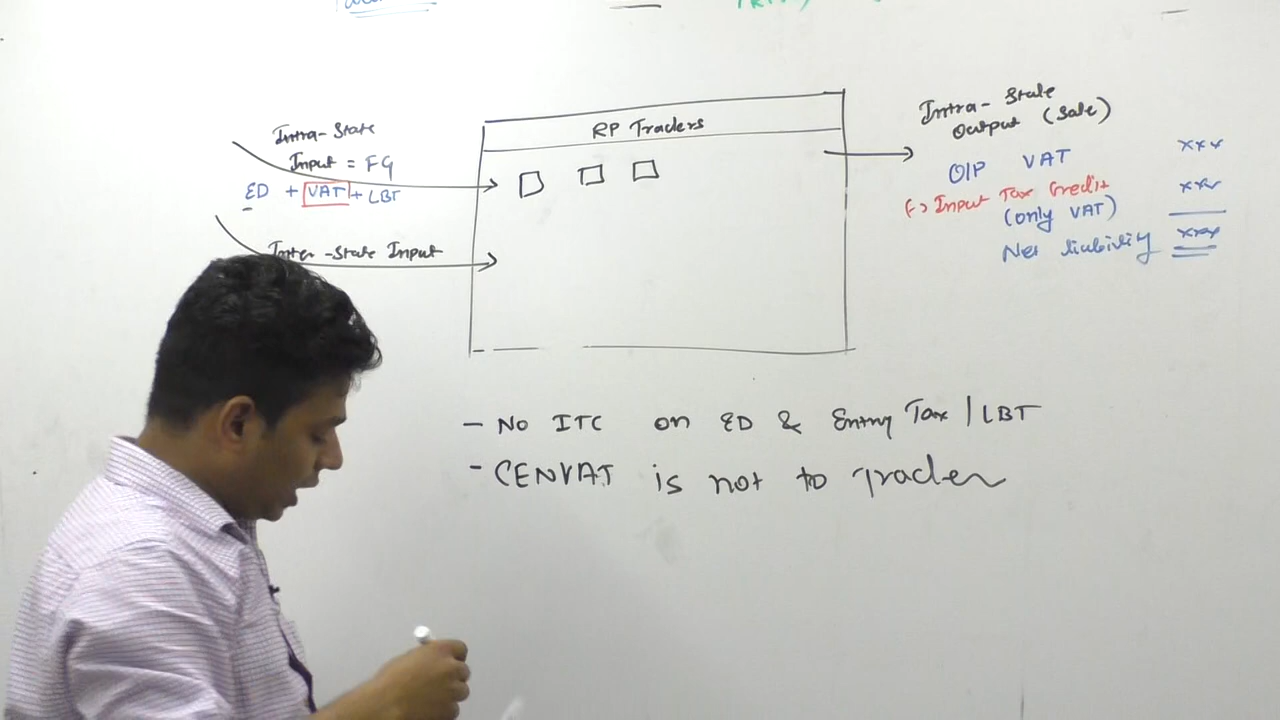 Intra-State
Input = FG
ED + VAT + LBT
Inter-State Input
RP Traders
Intra-State
Output (Sale)
O/P VAT xxx
(-) Input Tax Credit xxx
(only VAT)
Net liability xxx
- No ITC on ED & Entry Tax / LBT
- CENVAT is not to Trader